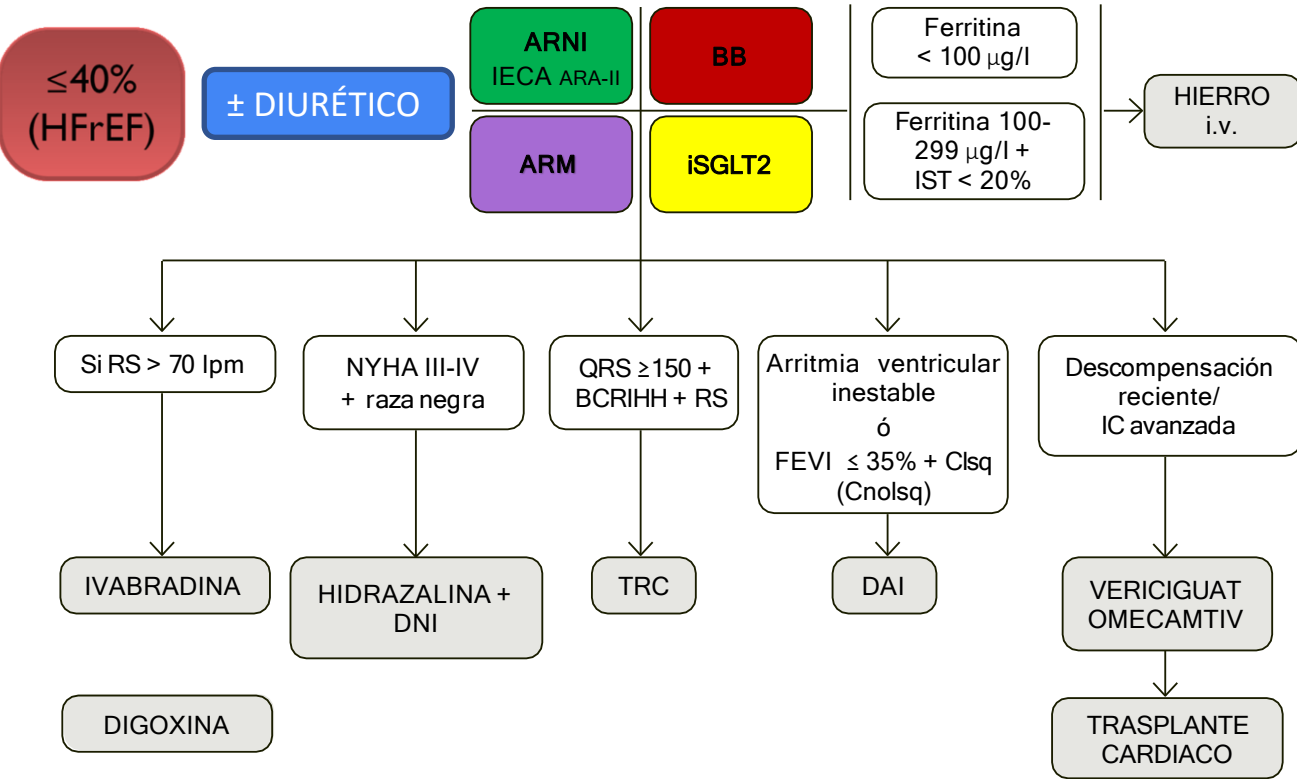 ≤40%
(HFrEF)
± DIURÉTICO
ARNI
IECA ARA-II
BB
ARM
iSGLT2
Ferritina
< 100 μg/l
Ferritina 100-
299 μg/l +
IST < 20%
HIERRO
i.v.
Si RS > 70 lpm
NYHA III-IV
+ raza negra
QRS ≥150 +
BCRIHH + RS
Arritmia ventricular
inestable
ó
FEVI ≤ 35% + CIsq
(CnoIsq)
Descompensación
reciente/
IC avanzada
IVABRADINA
HIDRAZALINA +
DNI
TRC
DAI
VERICIGUAT
OMECAMTIV
DIGOXINA
TRASPLANTE
CARDIACO